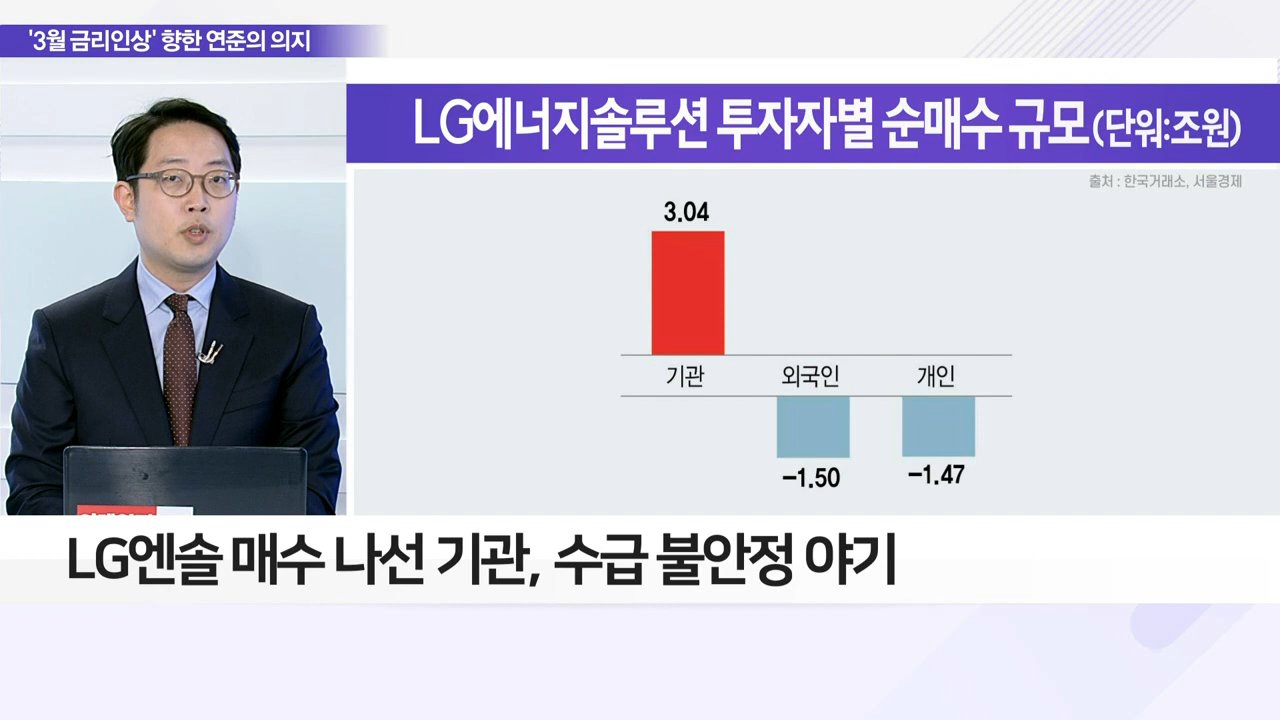 '3월 금리인상' 향한 연준의 의지
LG에너지솔루션 투자자별 순매수 규모(단위:조원)
출처 : 한국거래소, 서울경제
3.04
기관
외국인
개인
-1.50
-1.47
LG엔솔 매수 나선 기관, 수급 불안정 야기